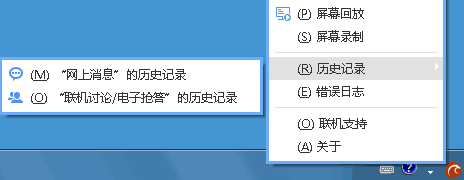 (P) 屏幕回放
(S) 屏幕录制
(R) 历史记录
(M) “网上消息”的历史记录
(O) “联机讨论/电子抢答”的历史记录
(E) 错误日志
(O) 联机支持
(A) 关于